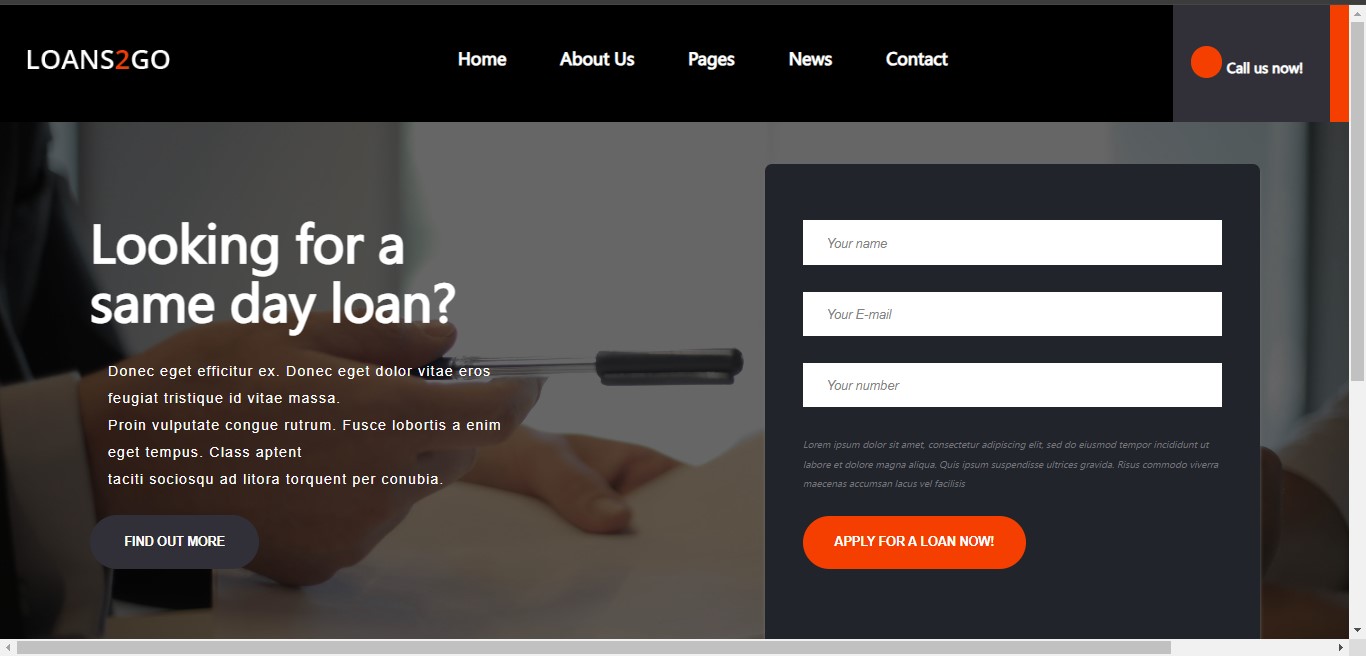 LOANS2GO
Home
About Us
Pages
News
Contact
Call us now!
Looking for a
same day loan?
Donec eget efficitur ex. Donec eget dolor vitae eros
feugiat tristique id vitae massa.
Proin vulputate congue rutrum. Fusce lobortis a enim
eget tempus. Class aptent
taciti sociosqu ad litora torquent per conubia.
FIND OUT MORE
Your name
Your E-mail
Your number
Lorem ipsum dolor sit amet, consectetur adipiscing elit, sed do eiusmod tempor incididunt ut
labore et dolore magna aliqua. Quis ipsum suspendisse ultrices gravida. Risus commodo viverra
maecenas accumsan lacus vel facilisis
APPLY FOR A LOAN NOW!